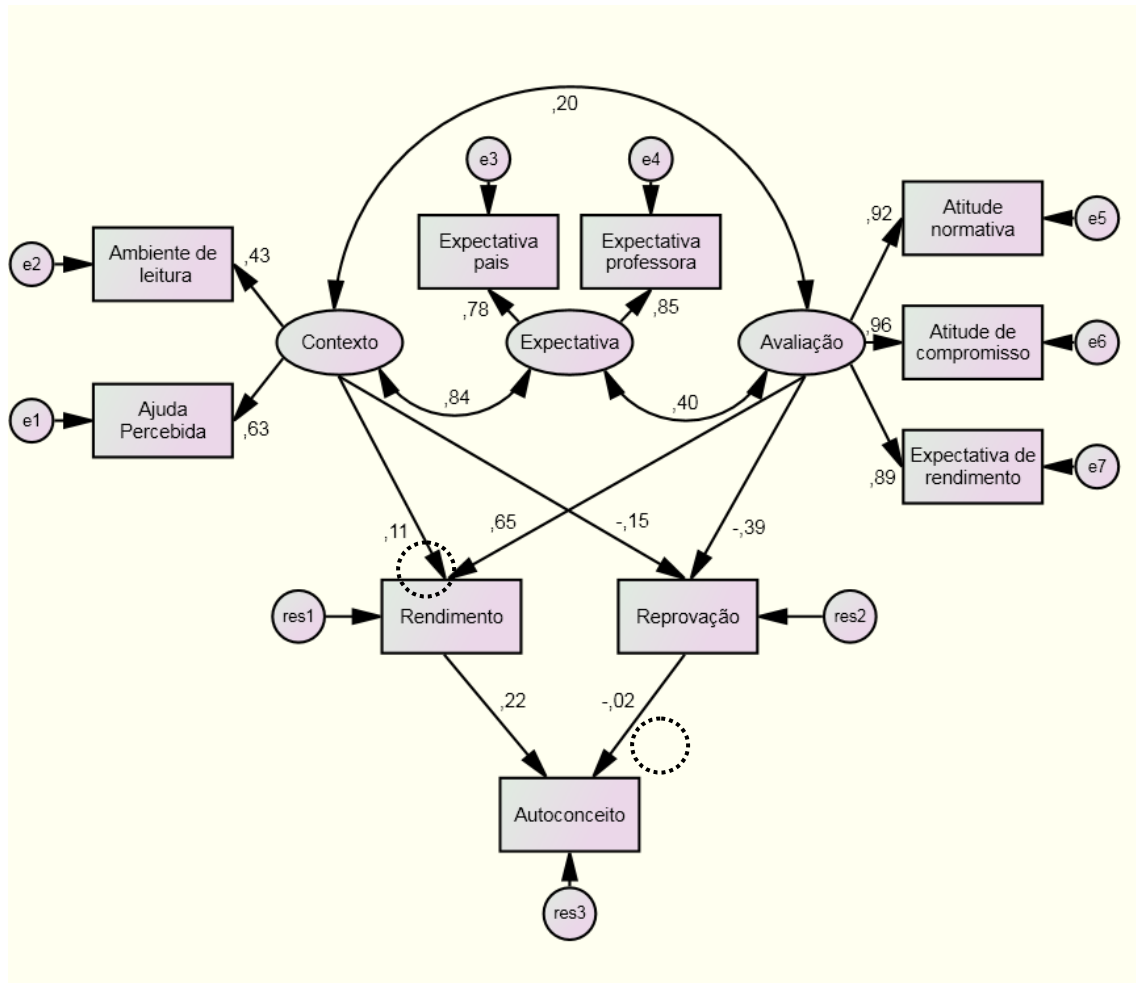 ,20
e3
e4
Expectativa
pais
Expectativa
professora
Atitude
normativa
e5
,92
e2
Ambiente de
leitura
,43
,78
,85
Contexto
Expectativa
Avaliação
,96
Atitude de
compromisso
e6
e1
Ajuda
Percebida
,63
,84
,40
Expectativa de
rendimento
e7
,89
,11
,65
-,15
-,39
res1
Rendimento
Reprovação
res2
,22
-,02
Autoconceito
res3